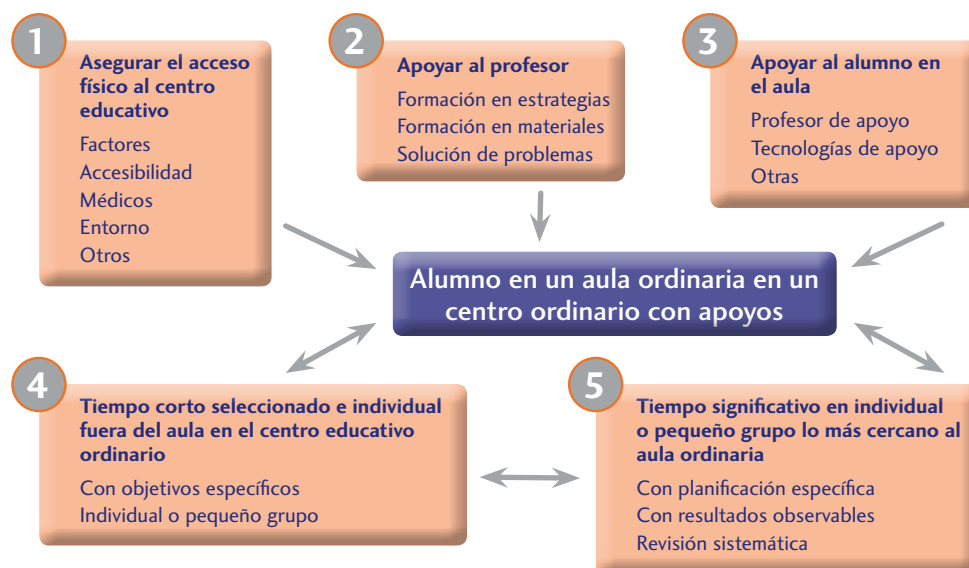 1
Asegurar el acceso
físico al centro
educativo
Factores
Accesibilidad
Médicos
Entorno
Otros
2
Apoyar al profesor
Formación en estrategias
Formación en materiales
Solución de problemas
3
Apoyar al alumno en
el aula
Profesor de apoyo
Tecnologías de apoyo
Otras
Alumno en un aula ordinaria en un
centro ordinario con apoyos
4
Tiempo corto seleccionado e individual
fuera del aula en el centro educativo
ordinario
Con objetivos específicos
Individual o pequeño grupo
5
Tiempo significativo en individual
o pequeño grupo lo más cercano al
aula ordinaria
Con planificación específica
Con resultados observables
Revisión sistemática